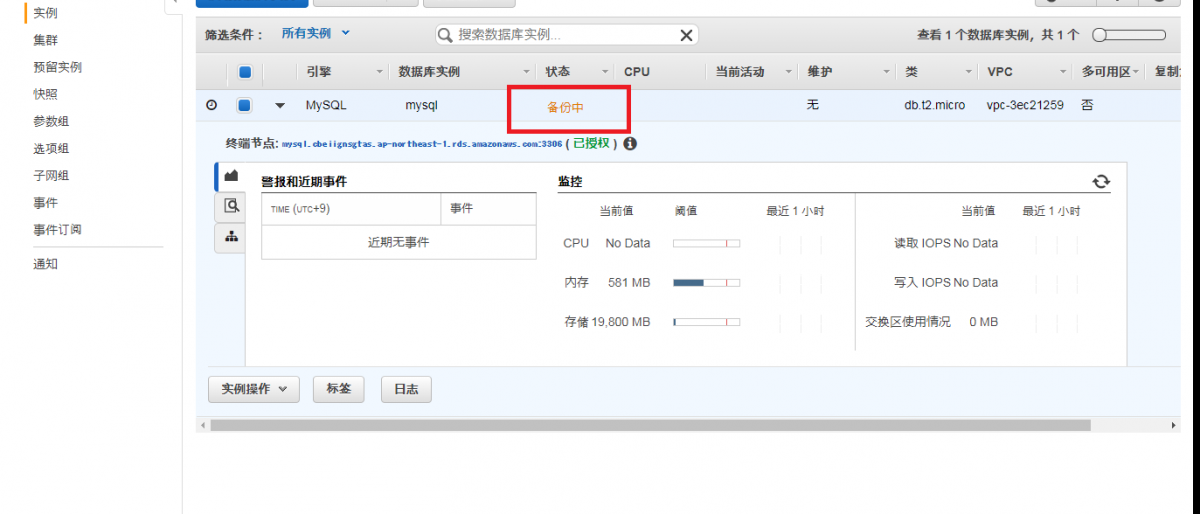 实例
集群
预留实例
快照
参数组
选项组
子网组
事件
事件订阅
通知
筛选条件： 所有实例 搜索数据库实例... 查看 1 个数据库实例，共 1 个
引擎 数据库实例 状态 CPU 当前活动 维护 类 VPC 多可用区 复制
MySQL mysql 备份中 无 db.t2.micro vpc-3ec21259 否
终端节点: mysql.cbeiignsgtas.ap-northeast-1.rds.amazonaws.com:3306 ( 已授权 )
警报和近期事件
TIME (UTC+9) 事件
近期无事件
监控
当前值 阈值 最近 1 小时
CPU No Data
内存 581 MB
存储 19,800 MB
当前值 最近 1 小时
读取 IOPS No Data
写入 IOPS No Data
交换区使用情况 0 MB
实例操作 标签 日志